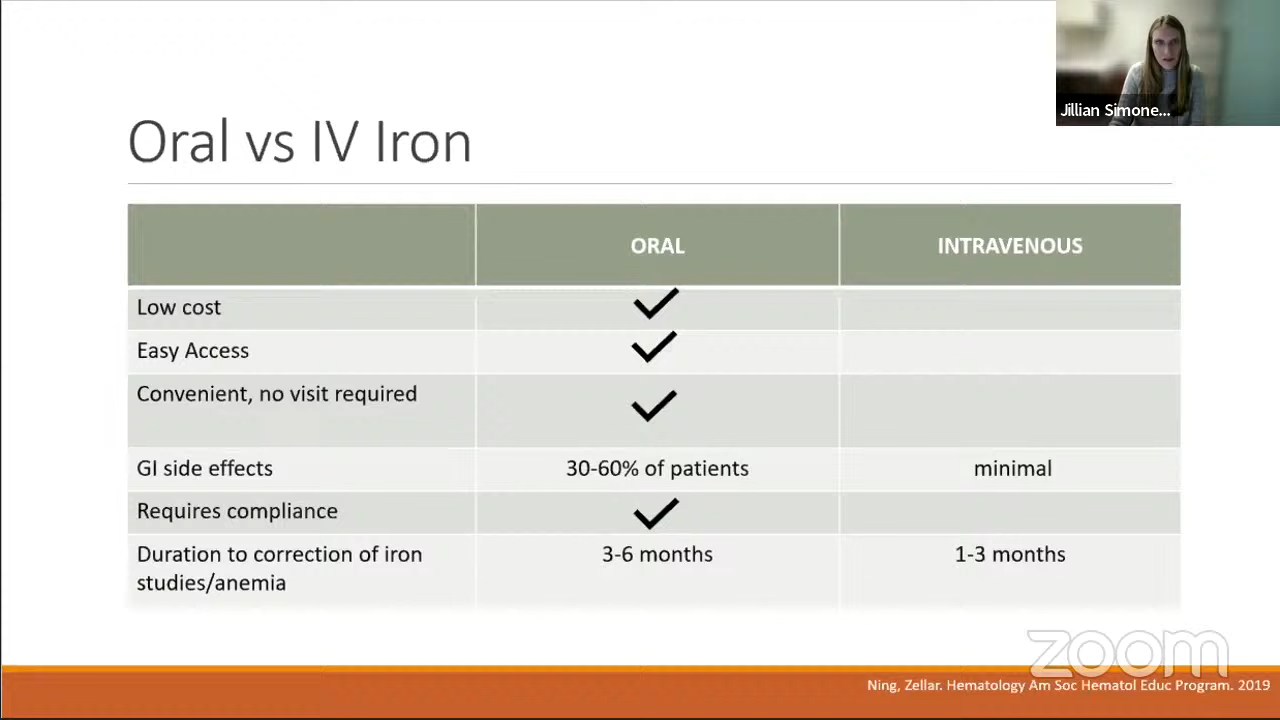 Jillian Simone...
Oral vs IV Iron
ORAL
INTRAVENOUS
Low cost
Easy Access
Convenient, no visit required
GI side effects
30-60% of patients
minimal
Requires compliance
Duration to correction of iron
studies/anemia
3-6 months
1-3 months
zoom
Ning, Zellar. Hematology Am Soc Hematol Educ Program. 2019